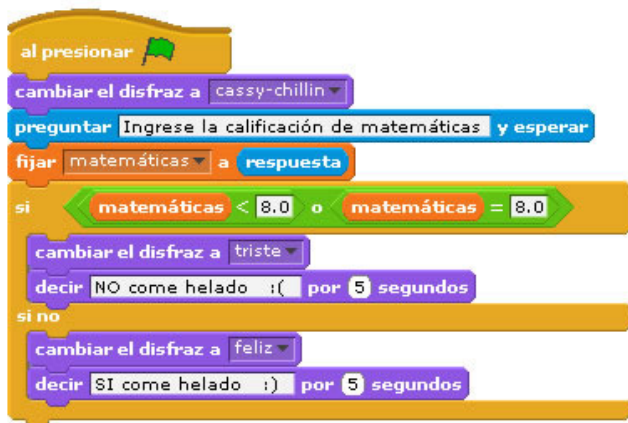 al presionar
cambiar el disfraz a cassy-chillin
preguntar Ingrese la calificación de matemáticas y esperar
fijar matemáticas a respuesta
si matemáticas < 8.0 o matemáticas = 8.0
cambiar el disfraz a triste
decir NO come helado :( por 5 segundos
si no
cambiar el disfraz a feliz
decir SI come helado :) por 5 segundos